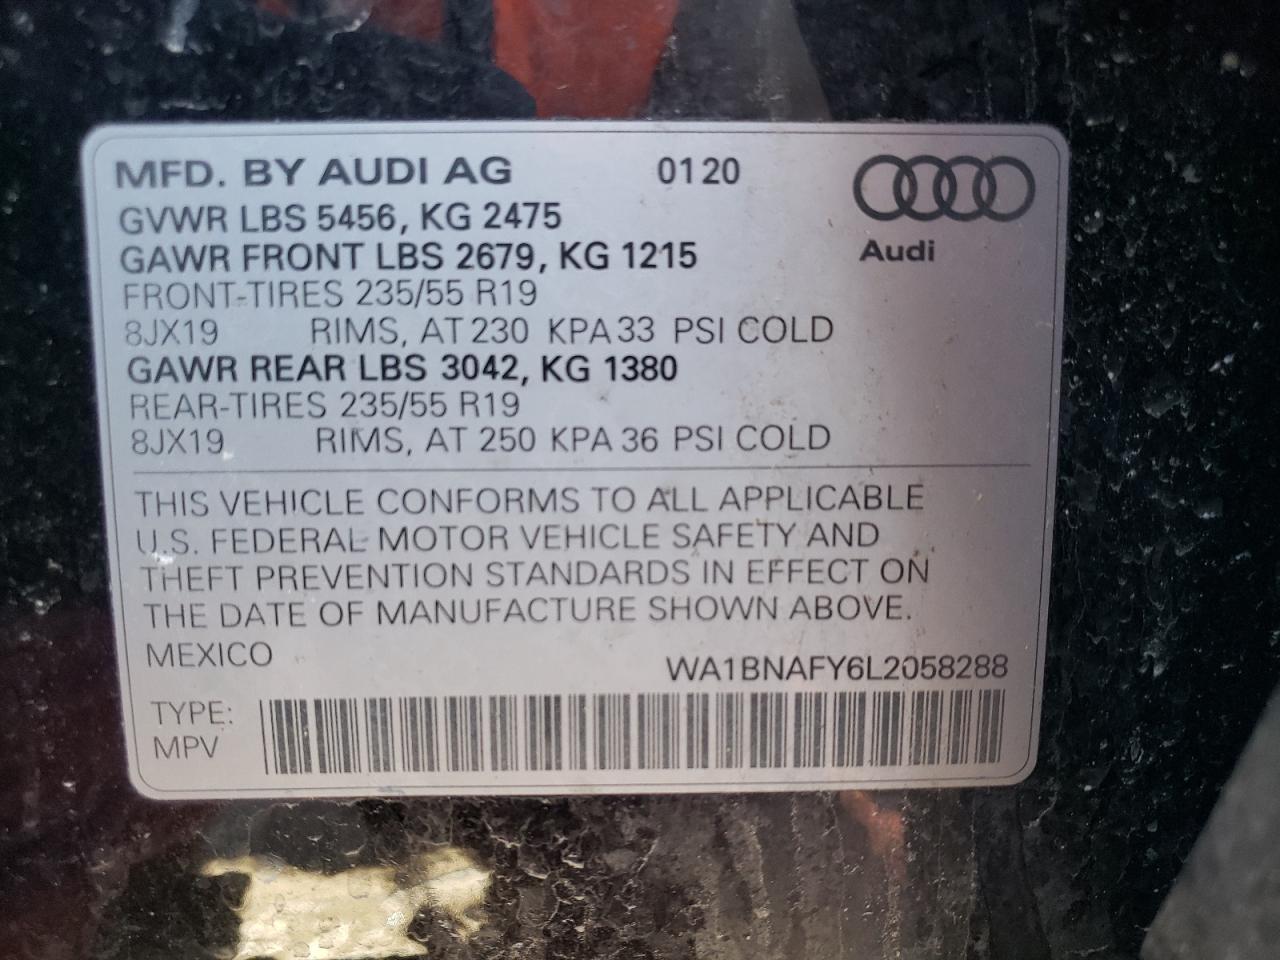 MFD. BY AUDI AG 0120
GVWR LBS 5456, KG 2475
GAWR FRONT LBS 2679, KG 1215
Audi
FRONT-TIRES 235/55 R19
8JX19 RIMS, AT 230 KPA 33 PSI COLD
GAWR REAR LBS 3042, KG 1380
REAR-TIRES 235/55 R19
8JX19 RIMS, AT 250 KPA 36 PSI COLD
THIS VEHICLE CONFORMS TO ALL APPLICABLE
U.S. FEDERAL MOTOR VEHICLE SAFETY AND
THEFT PREVENTION STANDARDS IN EFFECT ON
THE DATE OF MANUFACTURE SHOWN ABOVE.
MEXICO WA1BNAFY6L2058288
TYPE:
MPV